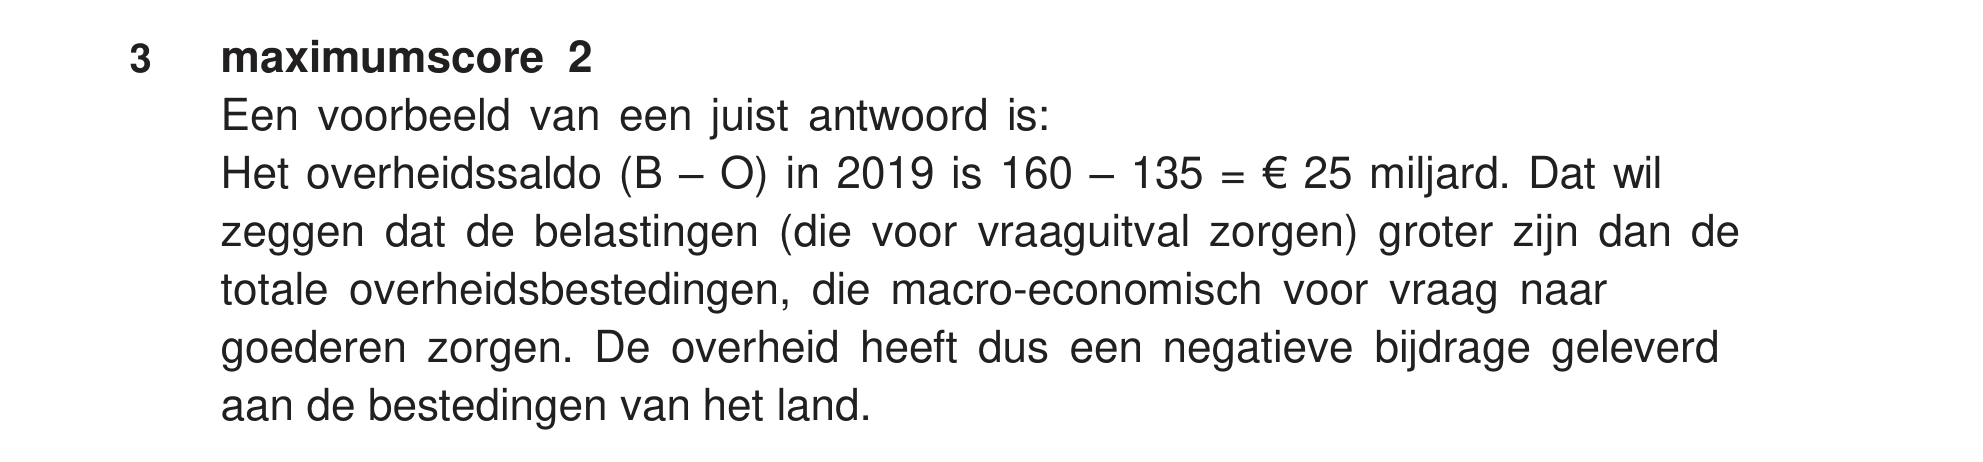 3 maximumscore 2
Een voorbeeld van een juist antwoord is:
Het overheidssaldo (B – O) in 2019 is 160 – 135 = € 25 miljard. Dat wil
zeggen dat de belastingen (die voor vraaguitval zorgen) groter zijn dan de
totale overheidsbestedingen, die macro-economisch voor vraag naar
goederen zorgen. De overheid heeft dus een negatieve bijdrage geleverd
aan de bestedingen van het land.